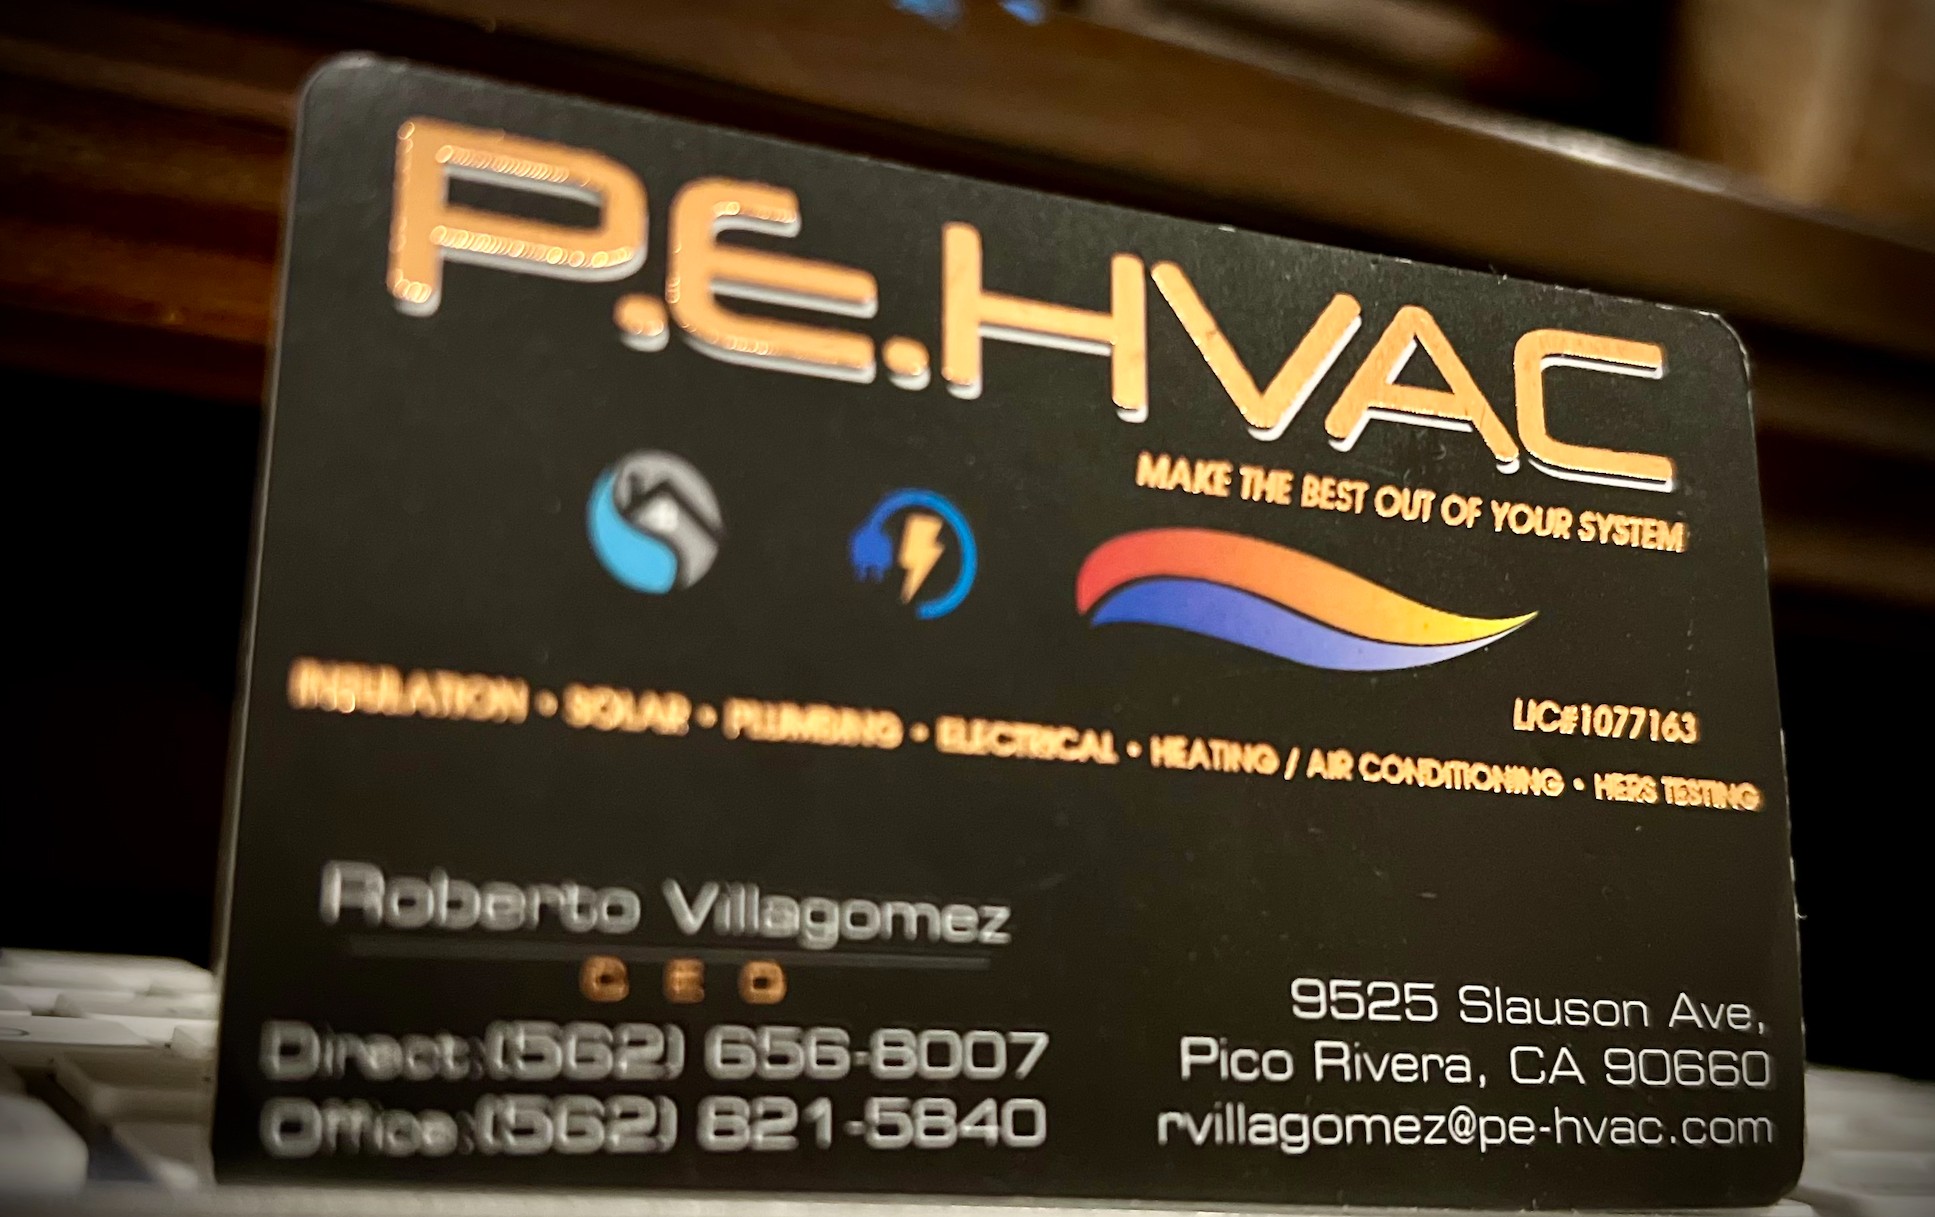 P.E.HVAC
MAKE THE BEST OUT OF YOUR SYSTEM
LIC#1077163
INSULATION • SOLAR • PLUMBING • ELECTRICAL • HEATING / AIR CONDITIONING • HERS TESTING
Roberto Villagomez
CEO
Direct:(562) 656-8007
Office:(562) 821-5840
9525 Slauson Ave,
Pico Rivera, CA 90660
rvillagomez@pe-hvac.com